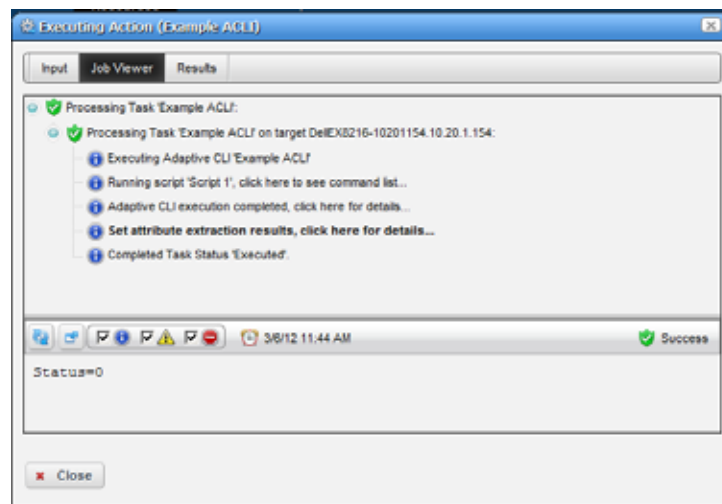 Executing Action (Example ACLI)
Input Job Viewer Results
Processing Task 'Example ACLI':
Processing Task 'Example ACLI' on target DellEX8216-10201154.10.20.1.154:
Executing Adaptive CLI 'Example ACLI'
Running script 'Script 1', click here to see command list...
Adaptive CLI execution completed, click here for details...
Set attribute extraction results, click here for details...
Completed Task Status 'Executed'.
3/6/12 11:44 AM Success
Status=0
Close